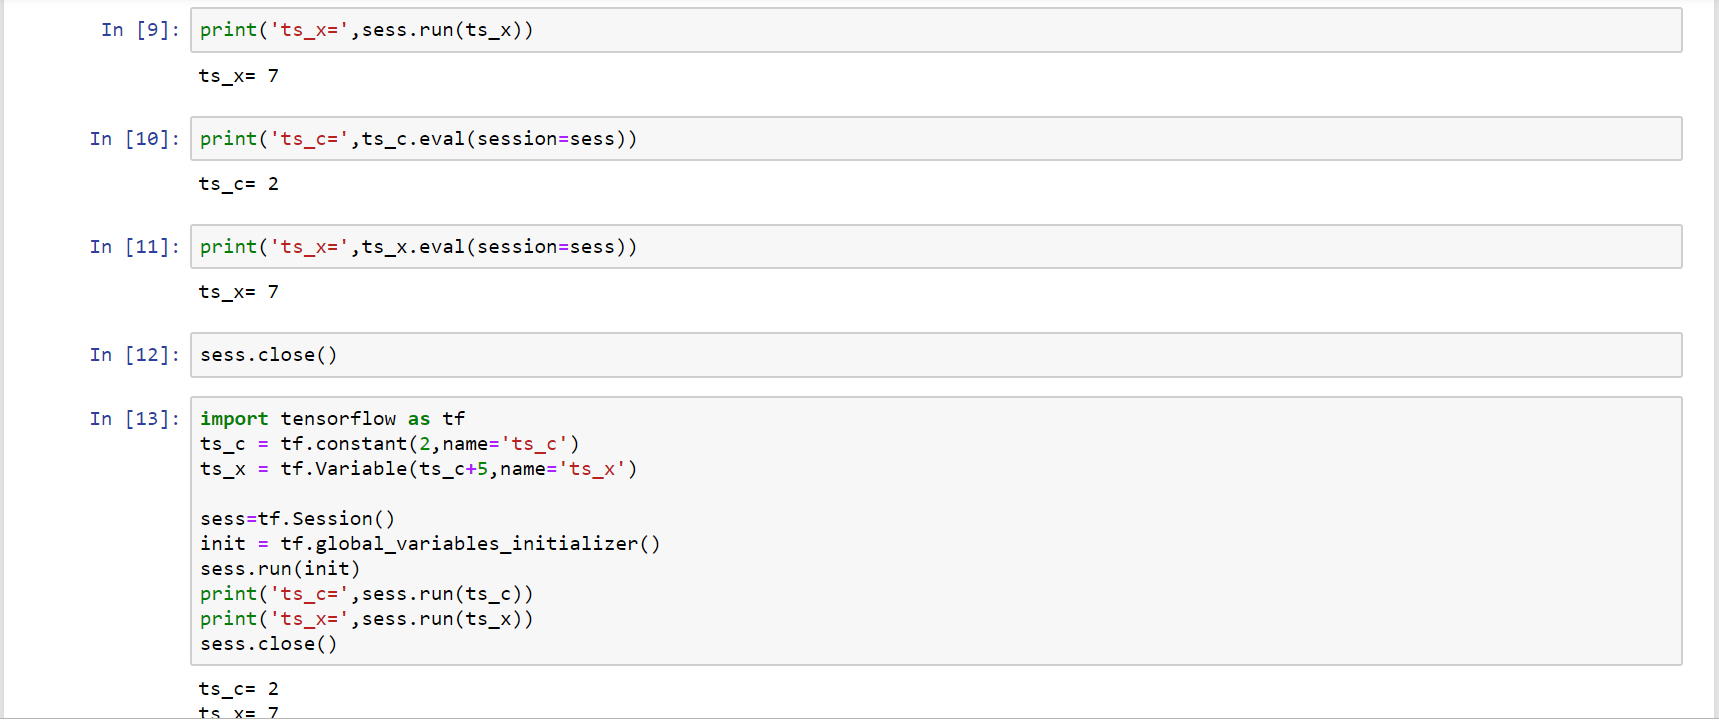 In [9]: print('ts_x=',sess.run(ts_x))
ts_x= 7
In [10]: print('ts_c=',ts_c.eval(session=sess))
ts_c= 2
In [11]: print('ts_x=',ts_x.eval(session=sess))
ts_x= 7
In [12]: sess.close()
In [13]: import tensorflow as tf
ts_c = tf.constant(2,name='ts_c')
ts_x = tf.Variable(ts_c+5,name='ts_x')
sess=tf.Session()
init = tf.global_variables_initializer()
sess.run(init)
print('ts_c=',sess.run(ts_c))
print('ts_x=',sess.run(ts_x))
sess.close()
ts_c= 2
ts_x= 7